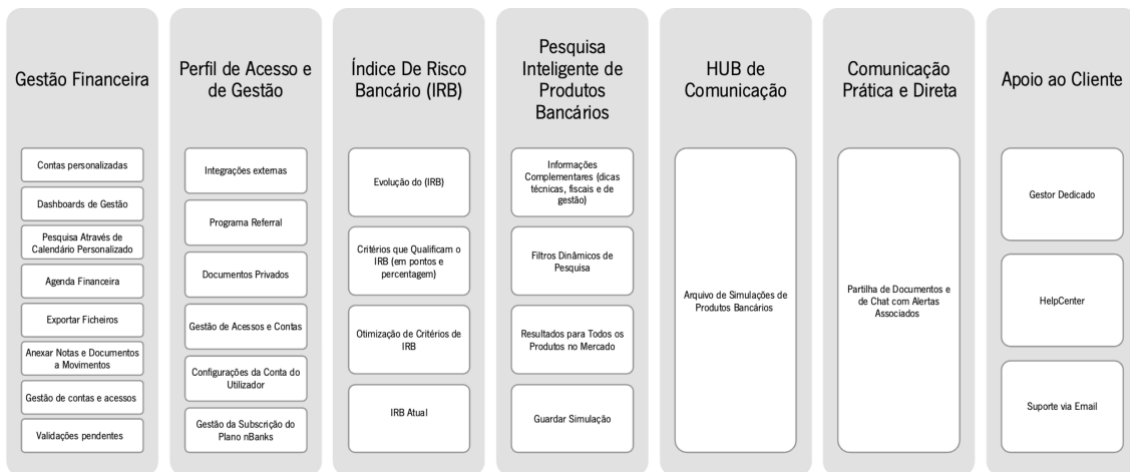 Gestão Financeira
Contas personalizadas
Dashboards de Gestão
Pesquisa Através de
Calendário Personalizado
Agenda Financeira
Exportar Ficheiros
Anexar Notas e Documentos
a Movimentos
Gestão de contas e acessos
Validações pendentes
Perfil de Acesso e
de Gestão
Integrações externas
Programa Referral
Documentos Privados
Gestão de Acessos e Contas
Configurações da Conta do
Utilizador
Gestão da Subscrição do
Plano nBanks
Índice De Risco
Bancário (IRB)
Evolução do (IRB)
Critérios que Qualificam o
IRB (em pontos e
percentagem)
Otimização de Critérios de
IRB
IRB Atual
Pesquisa
Inteligente de
Produtos
Bancários
Informações
Complementares (dicas
técnicas, fiscais e de
gestão)
Filtros Dinâmicos de
Pesquisa
Resultados para Todos os
Produtos no Mercado
Guardar Simulação
HUB de
Comunicação
Arquivo de Simulações de
Produtos Bancários
Comunicação
Prática e Direta
Partilha de Documentos e
de Chat com Alertas
Associados
Apoio ao Cliente
Gestor Dedicado
HelpCenter
Suporte via Email